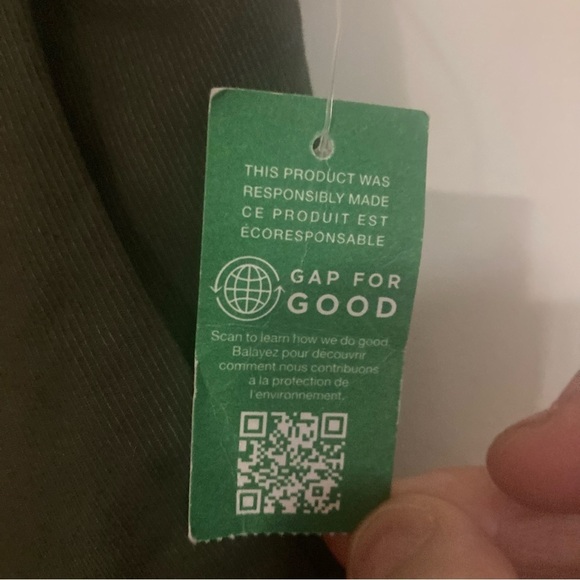 THIS PRODUCT WAS
RESPONSIBLY MADE
CE PRODUIT EST
ÉCORESPONSABLE
GAP FOR
GOOD
Scan to learn how we do good.
Balayez pour découvrir
comment nous contribuons
à la protection de
l'environnement.